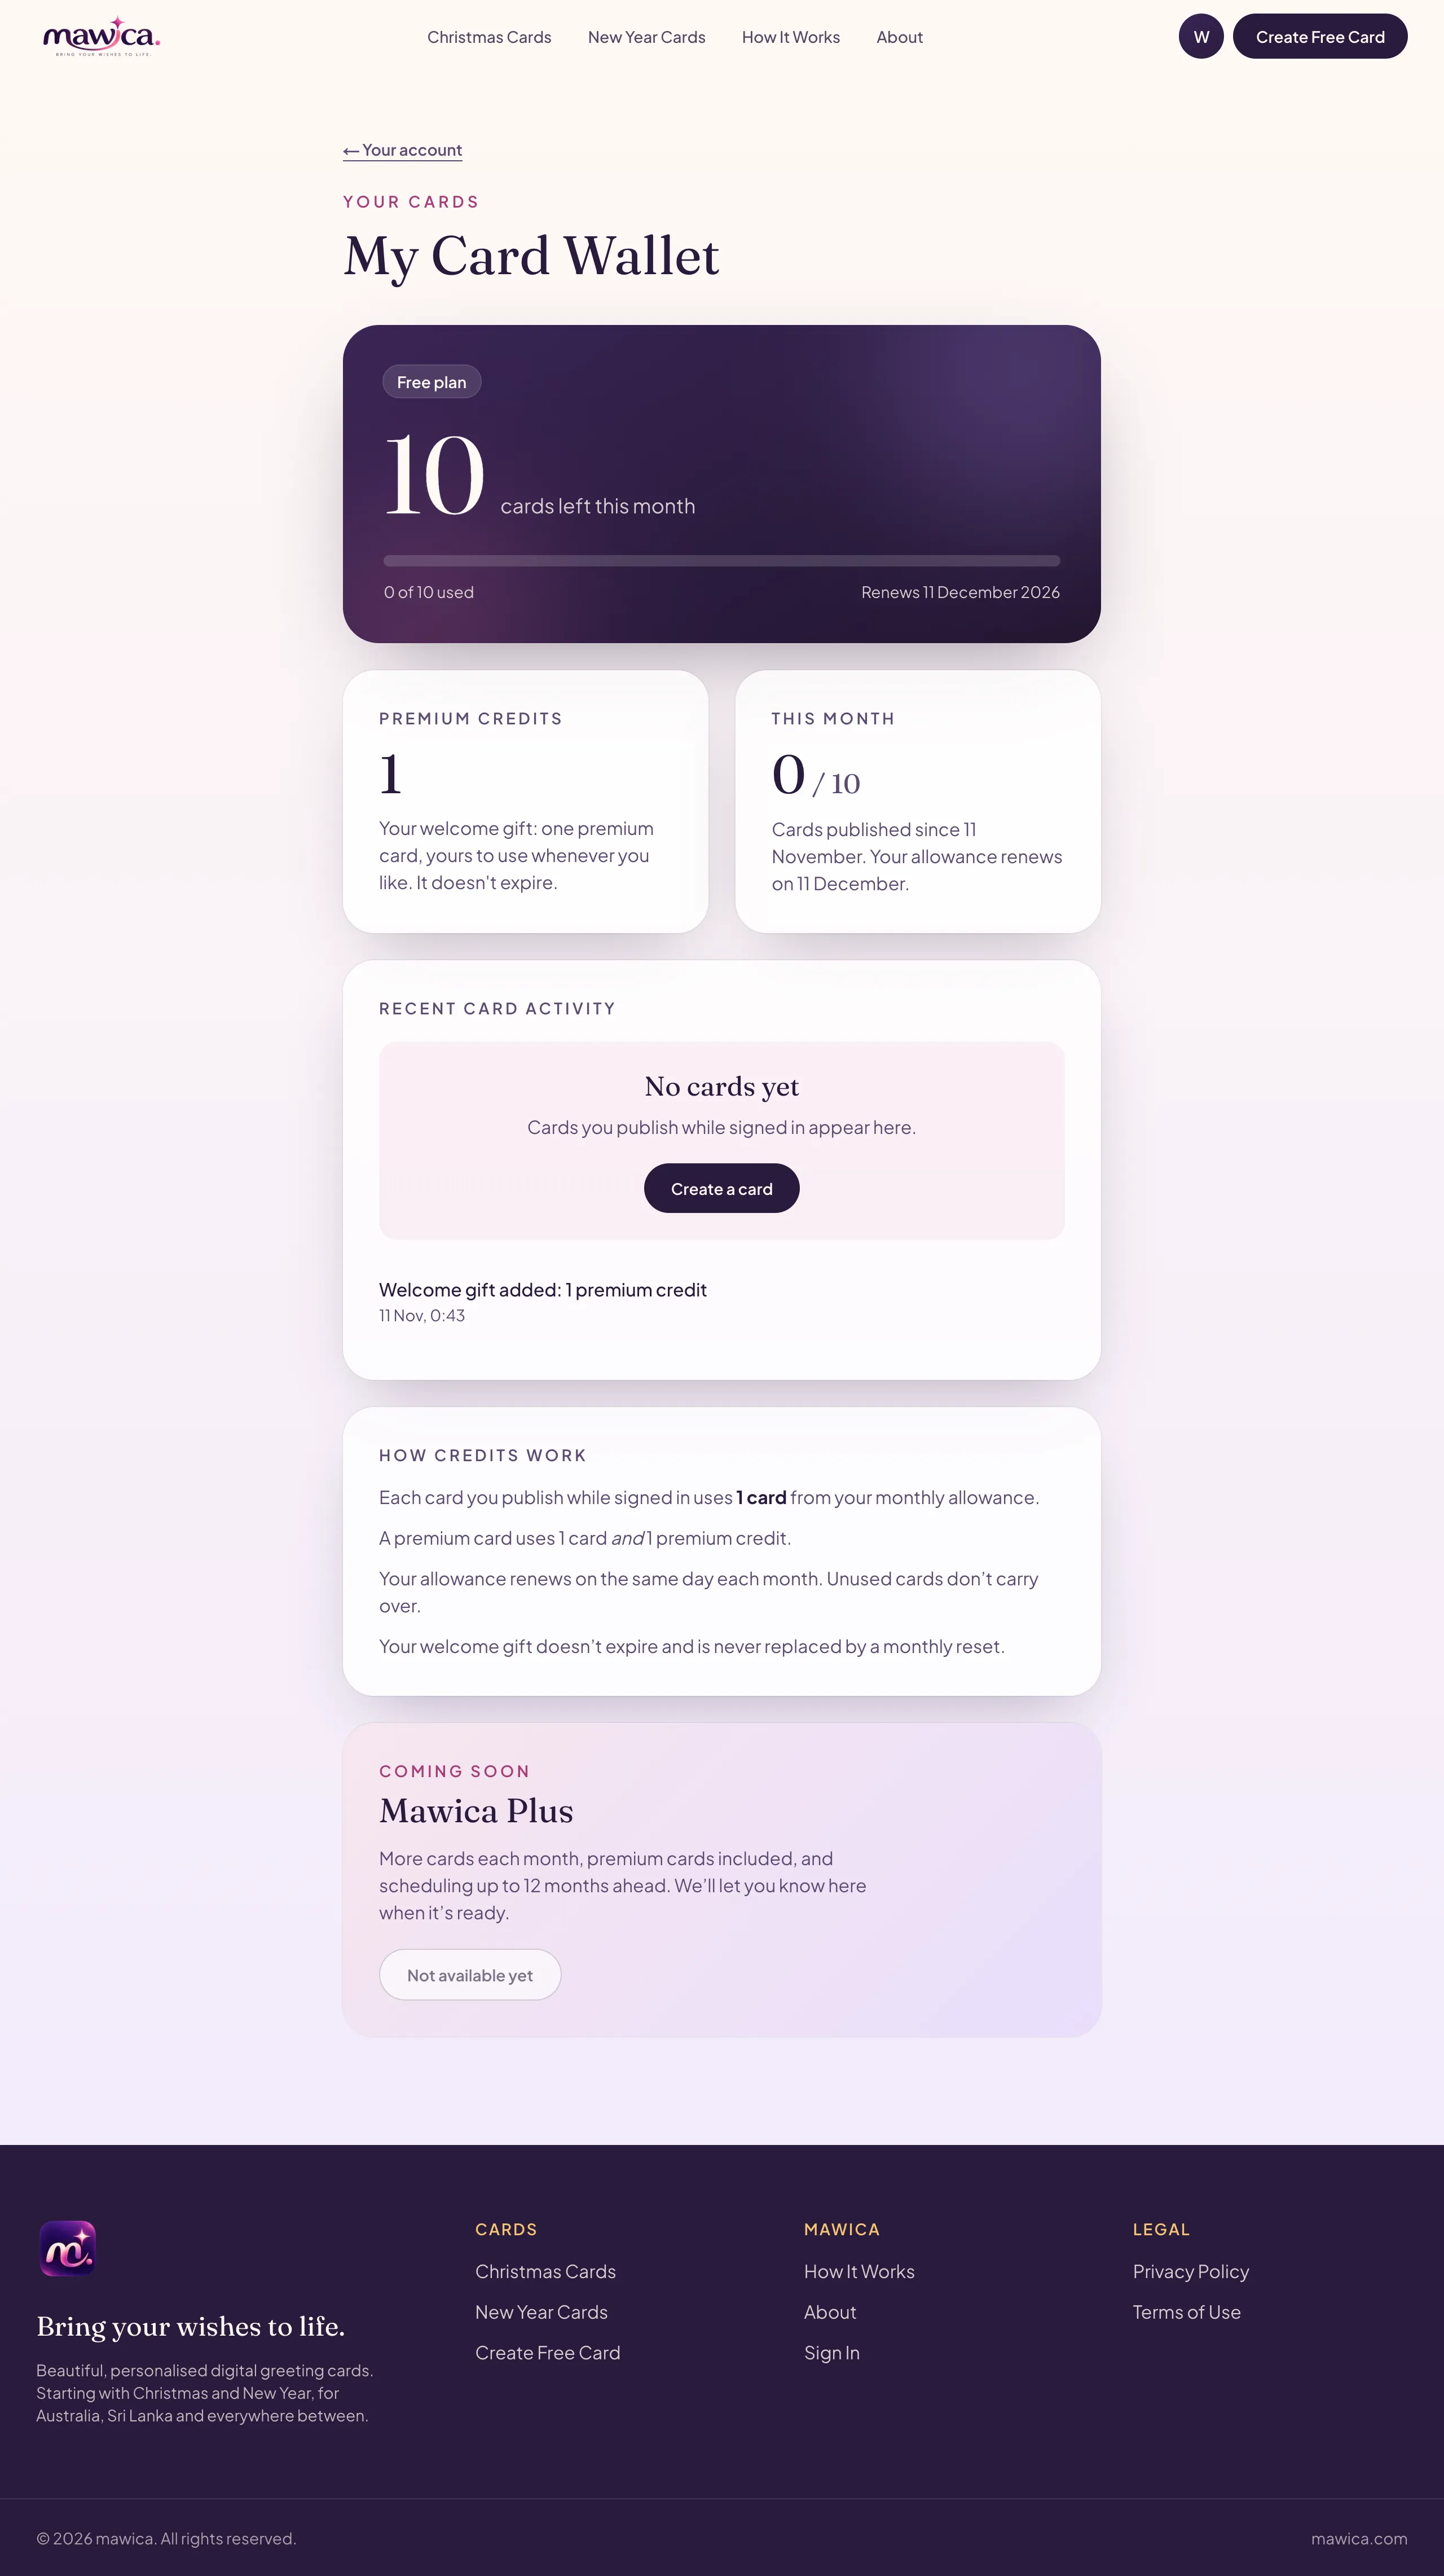 mawica.
BRING YOUR WISHES TO LIFE.
Christmas Cards
New Year Cards
How It Works
About
W
Create Free Card
← Your account
YOUR CARDS
My Card Wallet
Free plan
10 cards left this month
0 of 10 used
Renews 11 December 2026
PREMIUM CREDITS
1
Your welcome gift: one premium
card, yours to use whenever you
like. It doesn't expire.
THIS MONTH
0 / 10
Cards published since 11
November. Your allowance renews
on 11 December.
RECENT CARD ACTIVITY
No cards yet
Cards you publish while signed in appear here.
Create a card
Welcome gift added: 1 premium credit
11 Nov, 0:43
HOW CREDITS WORK
Each card you publish while signed in uses 1 card from your monthly allowance.
A premium card uses 1 card and 1 premium credit.
Your allowance renews on the same day each month. Unused cards don’t carry
over.
Your welcome gift doesn’t expire and is never replaced by a monthly reset.
COMING SOON
Mawica Plus
More cards each month, premium cards included, and
scheduling up to 12 months ahead. We’ll let you know here
when it’s ready.
Not available yet
m.
Bring your wishes to life.
Beautiful, personalised digital greeting cards.
Starting with Christmas and New Year, for
Australia, Sri Lanka and everywhere between.
CARDS
Christmas Cards
New Year Cards
Create Free Card
MAWICA
How It Works
About
Sign In
LEGAL
Privacy Policy
Terms of Use
© 2026 mawica. All rights reserved.
mawica.com